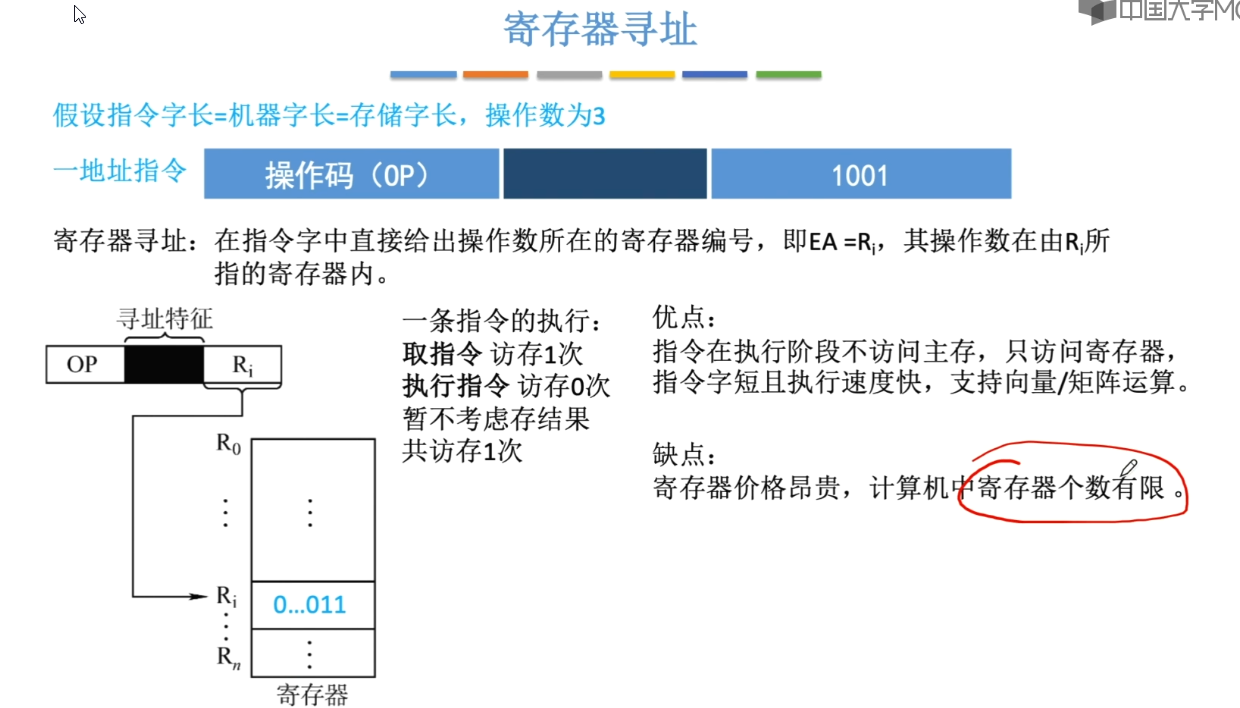 中国大学MO
寄存器寻址
假设指令字长=机器字长=存储字长，操作数为3
一地址指令
操作码（OP）
1001
寄存器寻址：在指令字中直接给出操作数所在的寄存器编号，即EA =Ri，其操作数在由Ri所
指的寄存器内。
寻址特征
OP
Ri
R0
⋮
⋮
Ri
0...011
⋮
Rn
⋮
寄存器
一条指令的执行：
取指令 访存1次
执行指令 访存0次
暂不考虑存结果
共访存1次
优点：
指令在执行阶段不访问主存，只访问寄存器，
指令字短且执行速度快，支持向量/矩阵运算。
缺点：
寄存器价格昂贵，计算机中寄存器个数有限 。